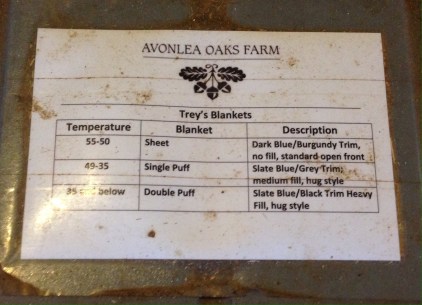 AVONLEA OAKS FARM
Trey's Blankets
Temperature Blanket Description
55-50 Sheet Dark Blue/Burgundy Trim,
no fill, standard open front
49-35 Single Puff Slate Blue/Grey Trim;
medium fill, hug style
35 Below Double Puff Slate Blue/Black Trim Heavy
Fill, hug style